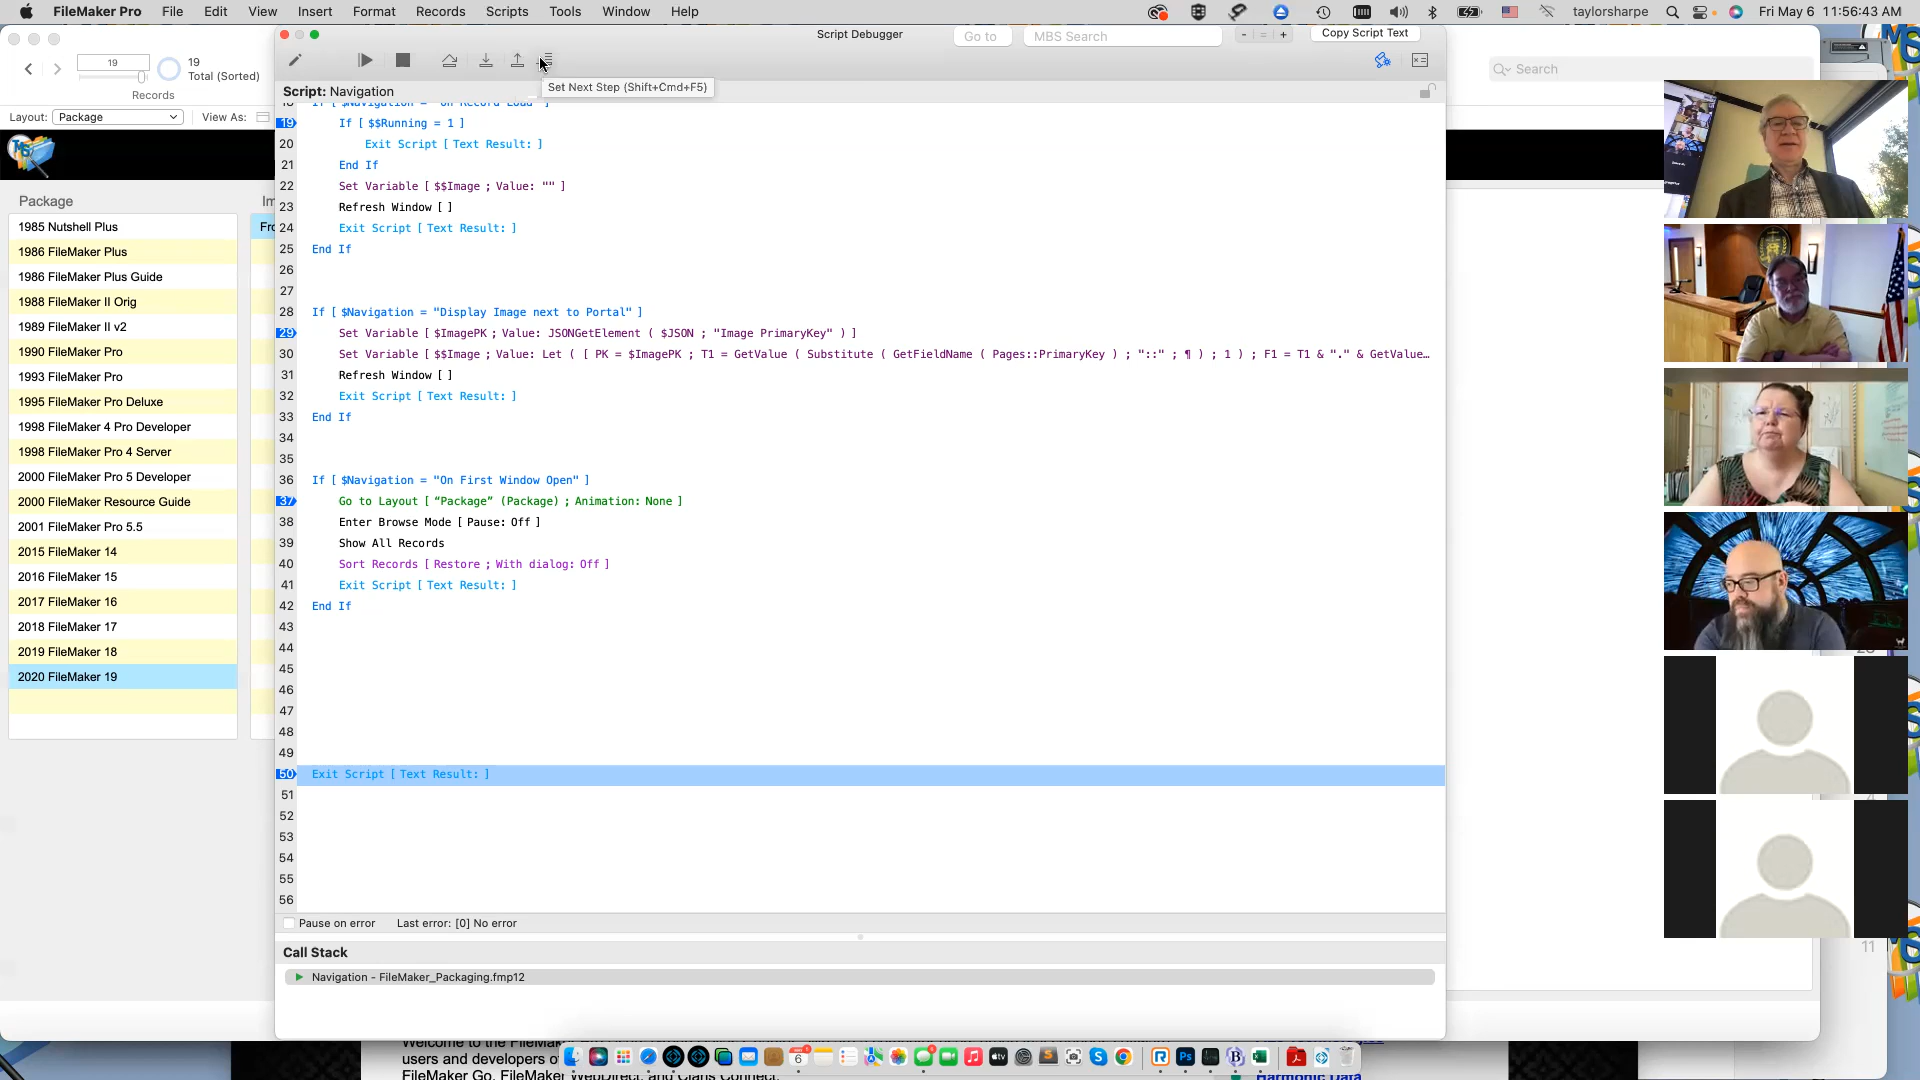 FileMaker Pro File Edit View Insert Format Records Scripts Tools Window Help
taylorsharpe Fri May 6 11:56:43 AM
Script Debugger
Go to
MBS Search
- = +
Copy Script Text
19
19
Total (Sorted)
Records
Layout: Package View As:
Search
Set Next Step (Shift+Cmd+F5)
Script: Navigation
Package
1985 Nutshell Plus
1986 FileMaker Plus
1986 FileMaker Plus Guide
1988 FileMaker II Orig
1989 FileMaker II v2
1990 FileMaker Pro
1993 FileMaker Pro
1995 FileMaker Pro Deluxe
1998 FileMaker 4 Pro Developer
1998 FileMaker Pro 4 Server
2000 FileMaker Pro 5 Developer
2000 FileMaker Resource Guide
2001 FileMaker Pro 5.5
2015 FileMaker 14
2016 FileMaker 15
2017 FileMaker 16
2018 FileMaker 17
2019 FileMaker 18
2020 FileMaker 19
18 If [ $Navigation = "On Record Load" ]
19 If [ $$Running = 1 ]
20 Exit Script [ Text Result: ]
21 End If
22 Set Variable [ $$Image ; Value: "" ]
23 Refresh Window [ ]
24 Exit Script [ Text Result: ]
25 End If
26
27
28 If [ $Navigation = "Display Image next to Portal" ]
29 Set Variable [ $ImagePK ; Value: JSONGetElement ( $JSON ; "Image PrimaryKey" ) ]
30 Set Variable [ $$Image ; Value: Let ( [ PK = $ImagePK ; T1 = GetValue ( Substitute ( GetFieldName ( Pages::PrimaryKey ) ; "::" ; ¶ ) ; 1 ) ; F1 = T1 & "." & GetValue…
31 Refresh Window [ ]
32 Exit Script [ Text Result: ]
33 End If
34
35
36 If [ $Navigation = "On First Window Open" ]
37 Go to Layout [ “Package” (Package) ; Animation: None ]
38 Enter Browse Mode [ Pause: Off ]
39 Show All Records
40 Sort Records [ Restore ; With dialog: Off ]
41 Exit Script [ Text Result: ]
42 End If
43
44
45
46
47
48
49
50 Exit Script [ Text Result: ]
51
52
53
54
55
56
Pause on error Last error: [0] No error
Call Stack
Navigation - FileMaker_Packaging.fmp12
11
users and developers of